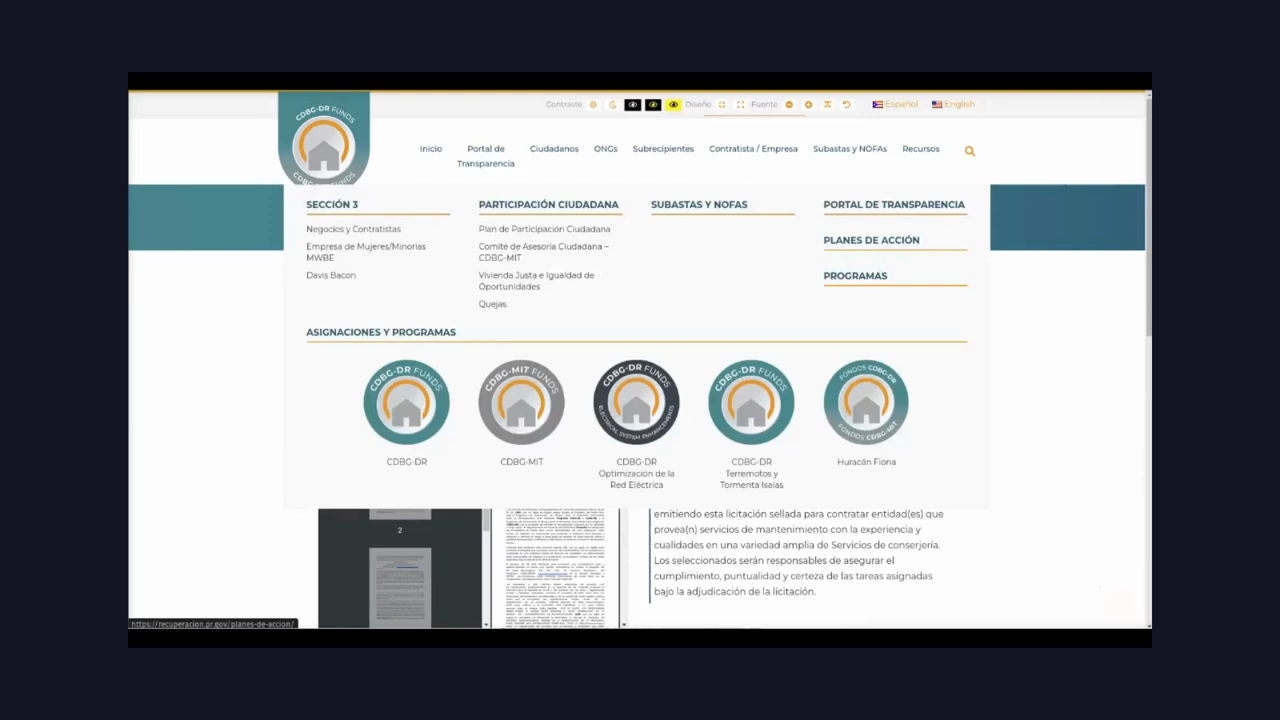 Contraste
Diseño
Fuente
Español
English
CDBG-DR FUNDS
Inicio
Portal de
Transparencia
Ciudadanos
ONGs
Subrecipientes
Contratista / Empresa
Subastas y NOFAs
Recursos
SECCIÓN 3
Negocios y Contratistas
Empresa de Mujeres/Minorias
MWBE
Davis Bacon
PARTICIPACIÓN CIUDADANA
Plan de Participación Ciudadana
Comité de Asesoría Ciudadana –
CDBG-MIT
Vivienda Justa e Igualdad de
Oportunidades
Quejas
SUBASTAS Y NOFAS
PORTAL DE TRANSPARENCIA
PLANES DE ACCIÓN
PROGRAMAS
ASIGNACIONES Y PROGRAMAS
CDBG-DR FUNDS
CDBG-MIT FUNDS
CDBG-DR FUNDS
ELECTRICAL SYSTEM ENHANCEMENTS
CDBG-DR FUNDS
FONDOS CDBG-DR
FONDOS CDBG-MIT
CDBG-DR
CDBG-MIT
CDBG-DR
Optimización de la
Red Eléctrica
CDBG-DR
Terremotos y
Tormenta Isaías
Huracán Fiona
2
emitiendo esta licitación sellada para contratar entidad(es) que
provea(n) servicios de mantenimiento con la experiencia y
cualidades en una variedad amplia de Servicios de conserjería.
Los seleccionados serán responsables de asegurar el
cumplimiento, puntualidad y certeza de las tareas asignadas
bajo la adjudicación de la licitación.
https://recuperacion.pr.gov/planes-de-accion/